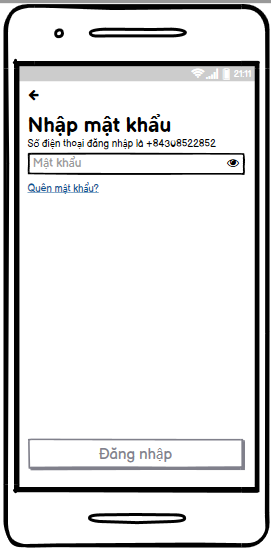 21:11
Nhập mật khẩu
Số điện thoại đăng nhập là +84308522852
Mật khẩu
Quên mật khẩu?
Đăng nhập